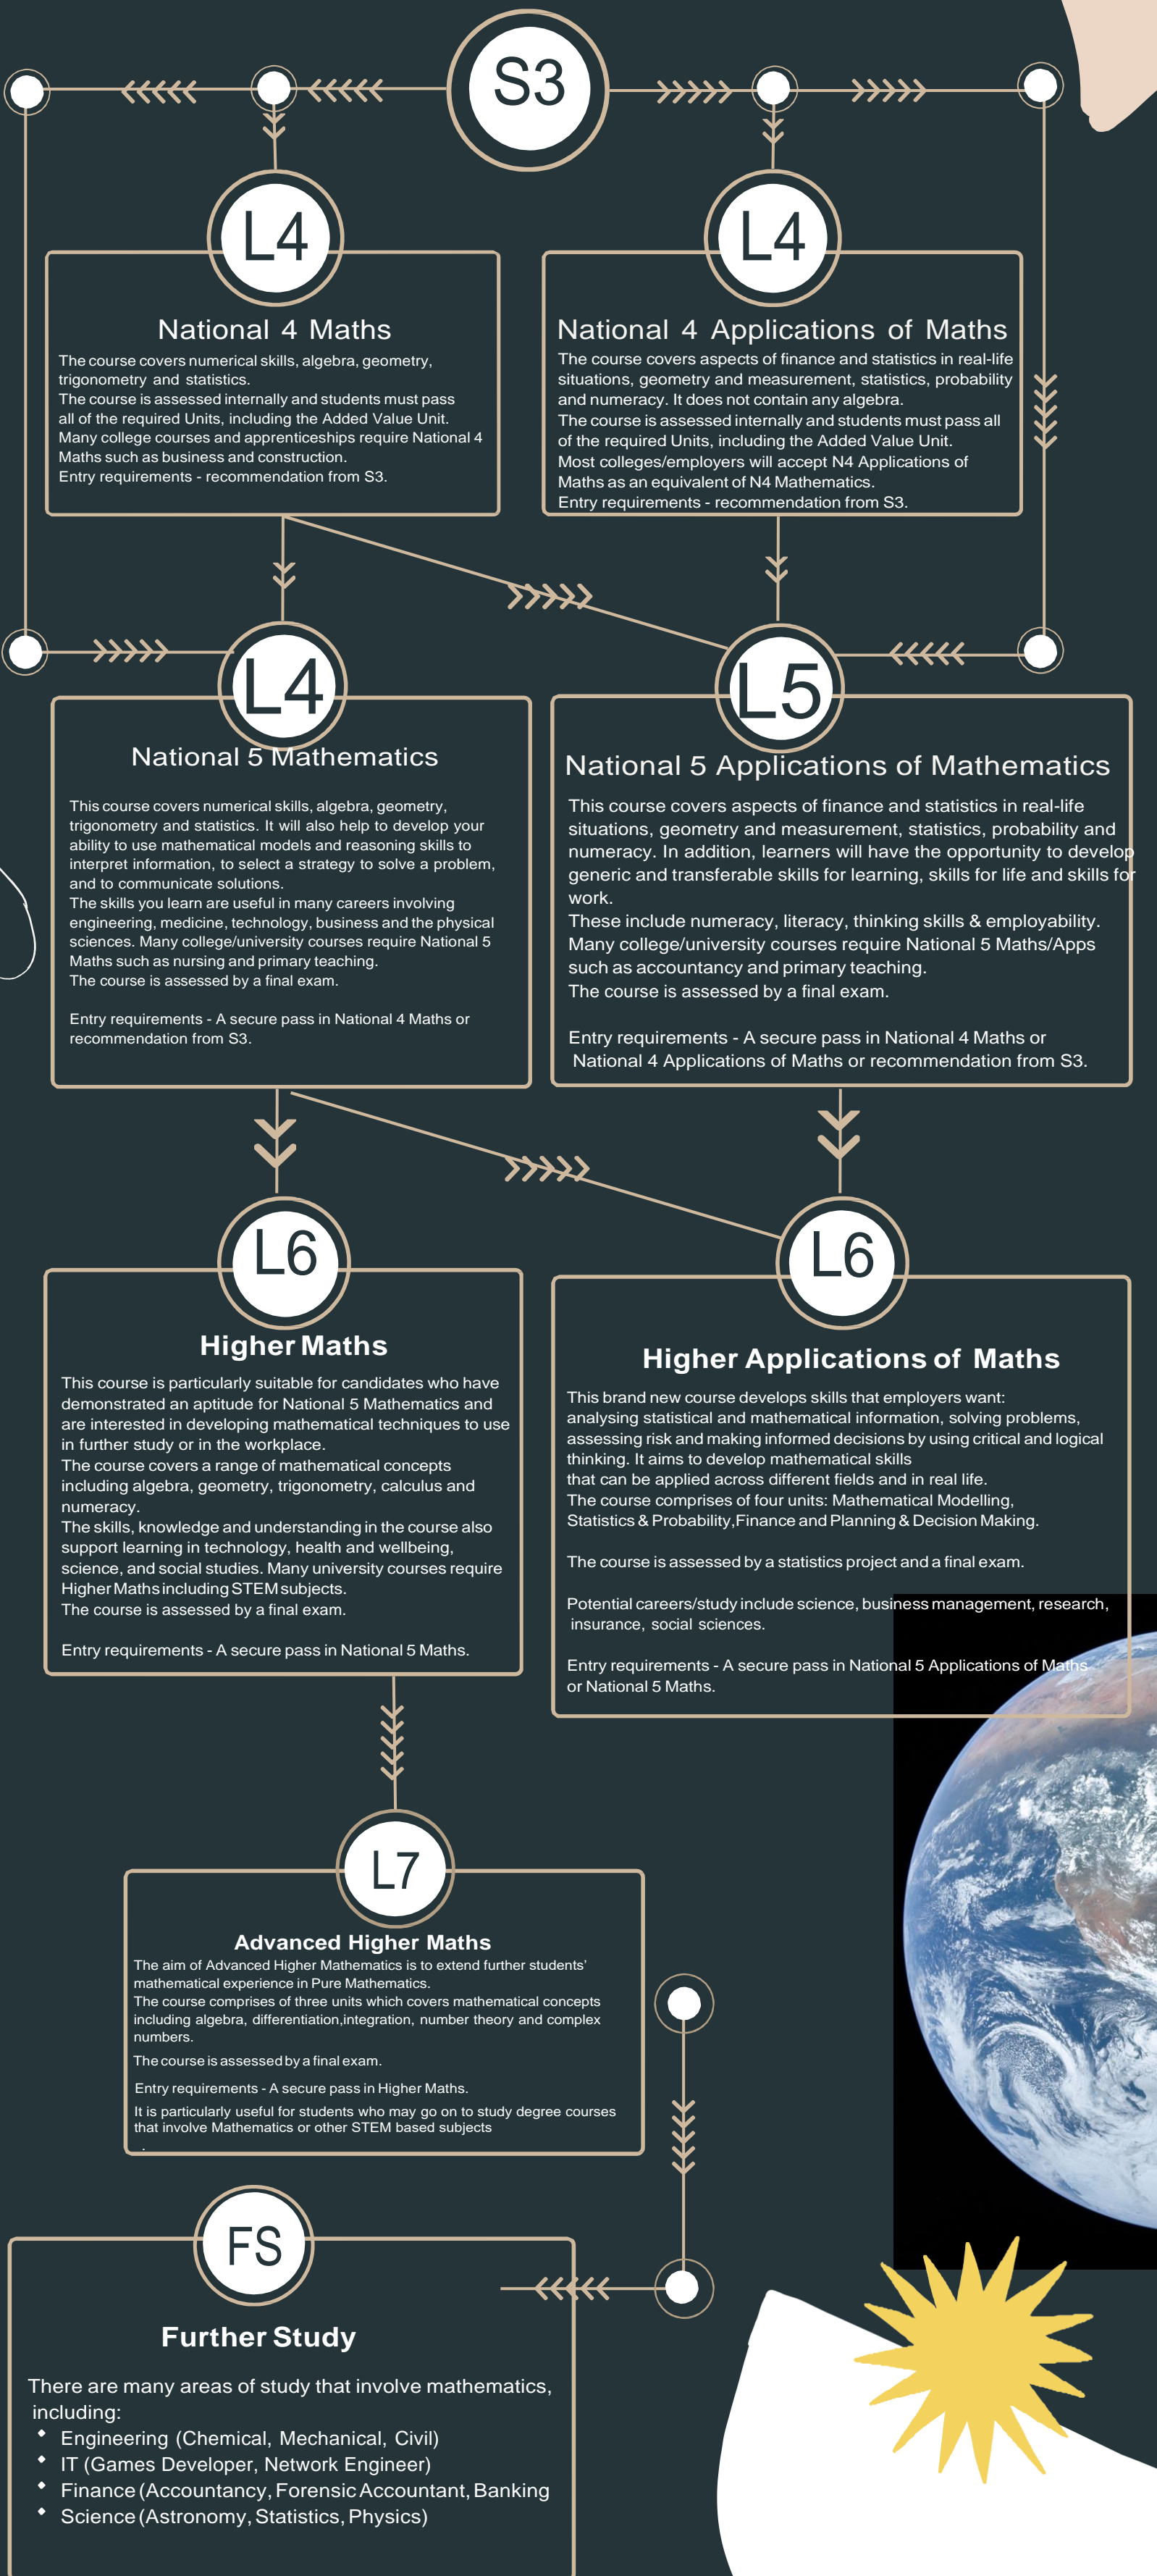 S3
L4
National 4 Maths
The course covers numerical skills, algebra, geometry,
trigonometry and statistics.
The course is assessed internally and students must pass
all of the required Units, including the Added Value Unit.
Many college courses and apprenticeships require National 4
Maths such as business and construction.
Entry requirements - recommendation from S3.
L4
National 4 Applications of Maths
The course covers aspects of finance and statistics in real-life
situations, geometry and measurement, statistics, probability
and numeracy. It does not contain any algebra.
The course is assessed internally and students must pass all
of the required Units, including the Added Value Unit.
Most colleges/employers will accept N4 Applications of
Maths as an equivalent of N4 Mathematics.
Entry requirements - recommendation from S3.
L4
National 5 Mathematics
This course covers numerical skills, algebra, geometry,
trigonometry and statistics. It will also help to develop your
ability to use mathematical models and reasoning skills to
interpret information, to select a strategy to solve a problem,
and to communicate solutions.
The skills you learn are useful in many careers involving
engineering, medicine, technology, business and the physical
sciences. Many college/university courses require National 5
Maths such as nursing and primary teaching.
The course is assessed by a final exam.
Entry requirements - A secure pass in National 4 Maths or
recommendation from S3.
L5
National 5 Applications of Mathematics
This course covers aspects of finance and statistics in real-life
situations, geometry and measurement, statistics, probability and
numeracy. In addition, learners will have the opportunity to develop
generic and transferable skills for learning, skills for life and skills for
work.
These include numeracy, literacy, thinking skills & employability.
Many college/university courses require National 5 Maths/Apps
such as accountancy and primary teaching.
The course is assessed by a final exam.
Entry requirements - A secure pass in National 4 Maths or
National 4 Applications of Maths or recommendation from S3.
L6
Higher Maths
This course is particularly suitable for candidates who have
demonstrated an aptitude for National 5 Mathematics and
are interested in developing mathematical techniques to use
in further study or in the workplace.
The course covers a range of mathematical concepts
including algebra, geometry, trigonometry, calculus and
numeracy.
The skills, knowledge and understanding in the course also
support learning in technology, health and wellbeing,
science, and social studies. Many university courses require
Higher Maths including STEM subjects.
The course is assessed by a final exam.
Entry requirements - A secure pass in National 5 Maths.
L6
Higher Applications of Maths
This brand new course develops skills that employers want:
analysing statistical and mathematical information, solving problems,
assessing risk and making informed decisions by using critical and logical
thinking. It aims to develop mathematical skills
that can be applied across different fields and in real life.
The course comprises of four units: Mathematical Modelling,
Statistics & Probability,Finance and Planning & Decision Making.
The course is assessed by a statistics project and a final exam.
Potential careers/study include science, business management, research,
insurance, social sciences.
Entry requirements - A secure pass in National 5 Applications of Maths
or National 5 Maths.
L7
Advanced Higher Maths
The aim of Advanced Higher Mathematics is to extend further students'
mathematical experience in Pure Mathematics.
The course comprises of three units which covers mathematical concepts
including algebra, differentiation,integration, number theory and complex
numbers.
The course is assessed by a final exam.
Entry requirements - A secure pass in Higher Maths.
It is particularly useful for students who may go on to study degree courses
that involve Mathematics or other STEM based subjects
.
FS
Further Study
There are many areas of study that involve mathematics,
including:
• Engineering (Chemical, Mechanical, Civil)
• IT (Games Developer, Network Engineer)
• Finance (Accountancy, Forensic Accountant, Banking
• Science (Astronomy, Statistics, Physics)